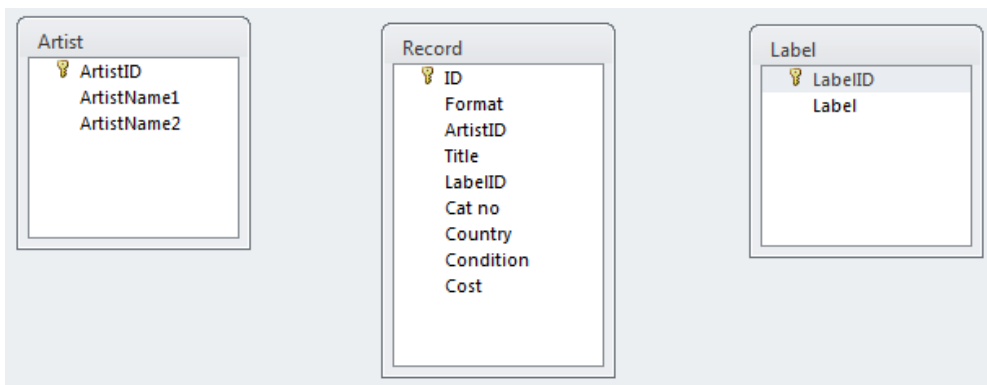 Artist
ArtistID
ArtistName1
ArtistName2
Record
ID
Format
ArtistID
Title
LabelID
Cat no
Country
Condition
Cost
Label
LabelID
Label